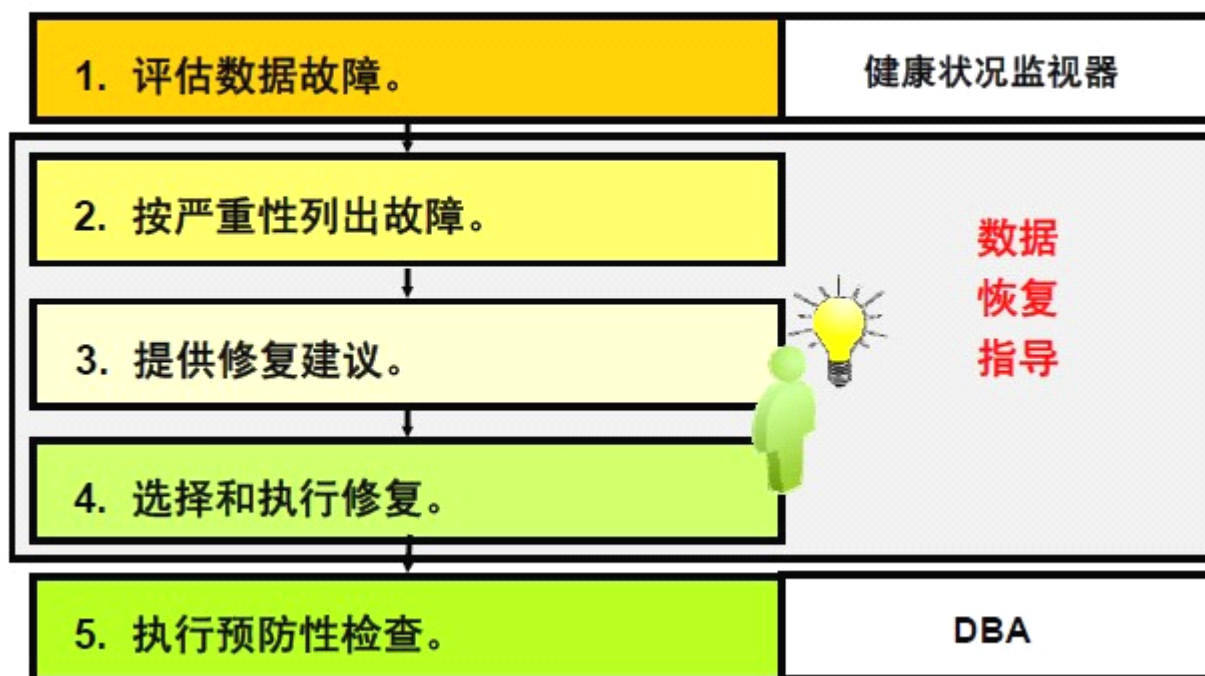 1. 评估数据故障。
健康状况监视器
2. 按严重性列出故障。
3. 提供修复建议。
4. 选择和执行修复。
数据
恢复
指导
5. 执行预防性检查。
DBA